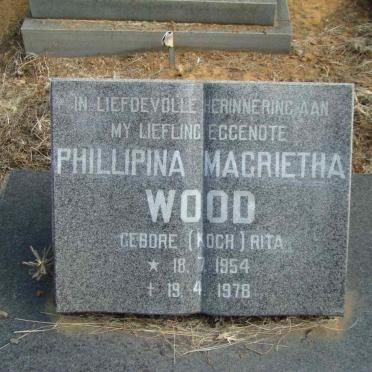 IN LIEFDEVOLLE HERINNERING AAN
MY LIEFLING EGGENOTE
PHILLIPINA MAGRIETHA
WOOD
GEBORE (KOCH) RITA
★ 18.7.1954
† 19.4.1978